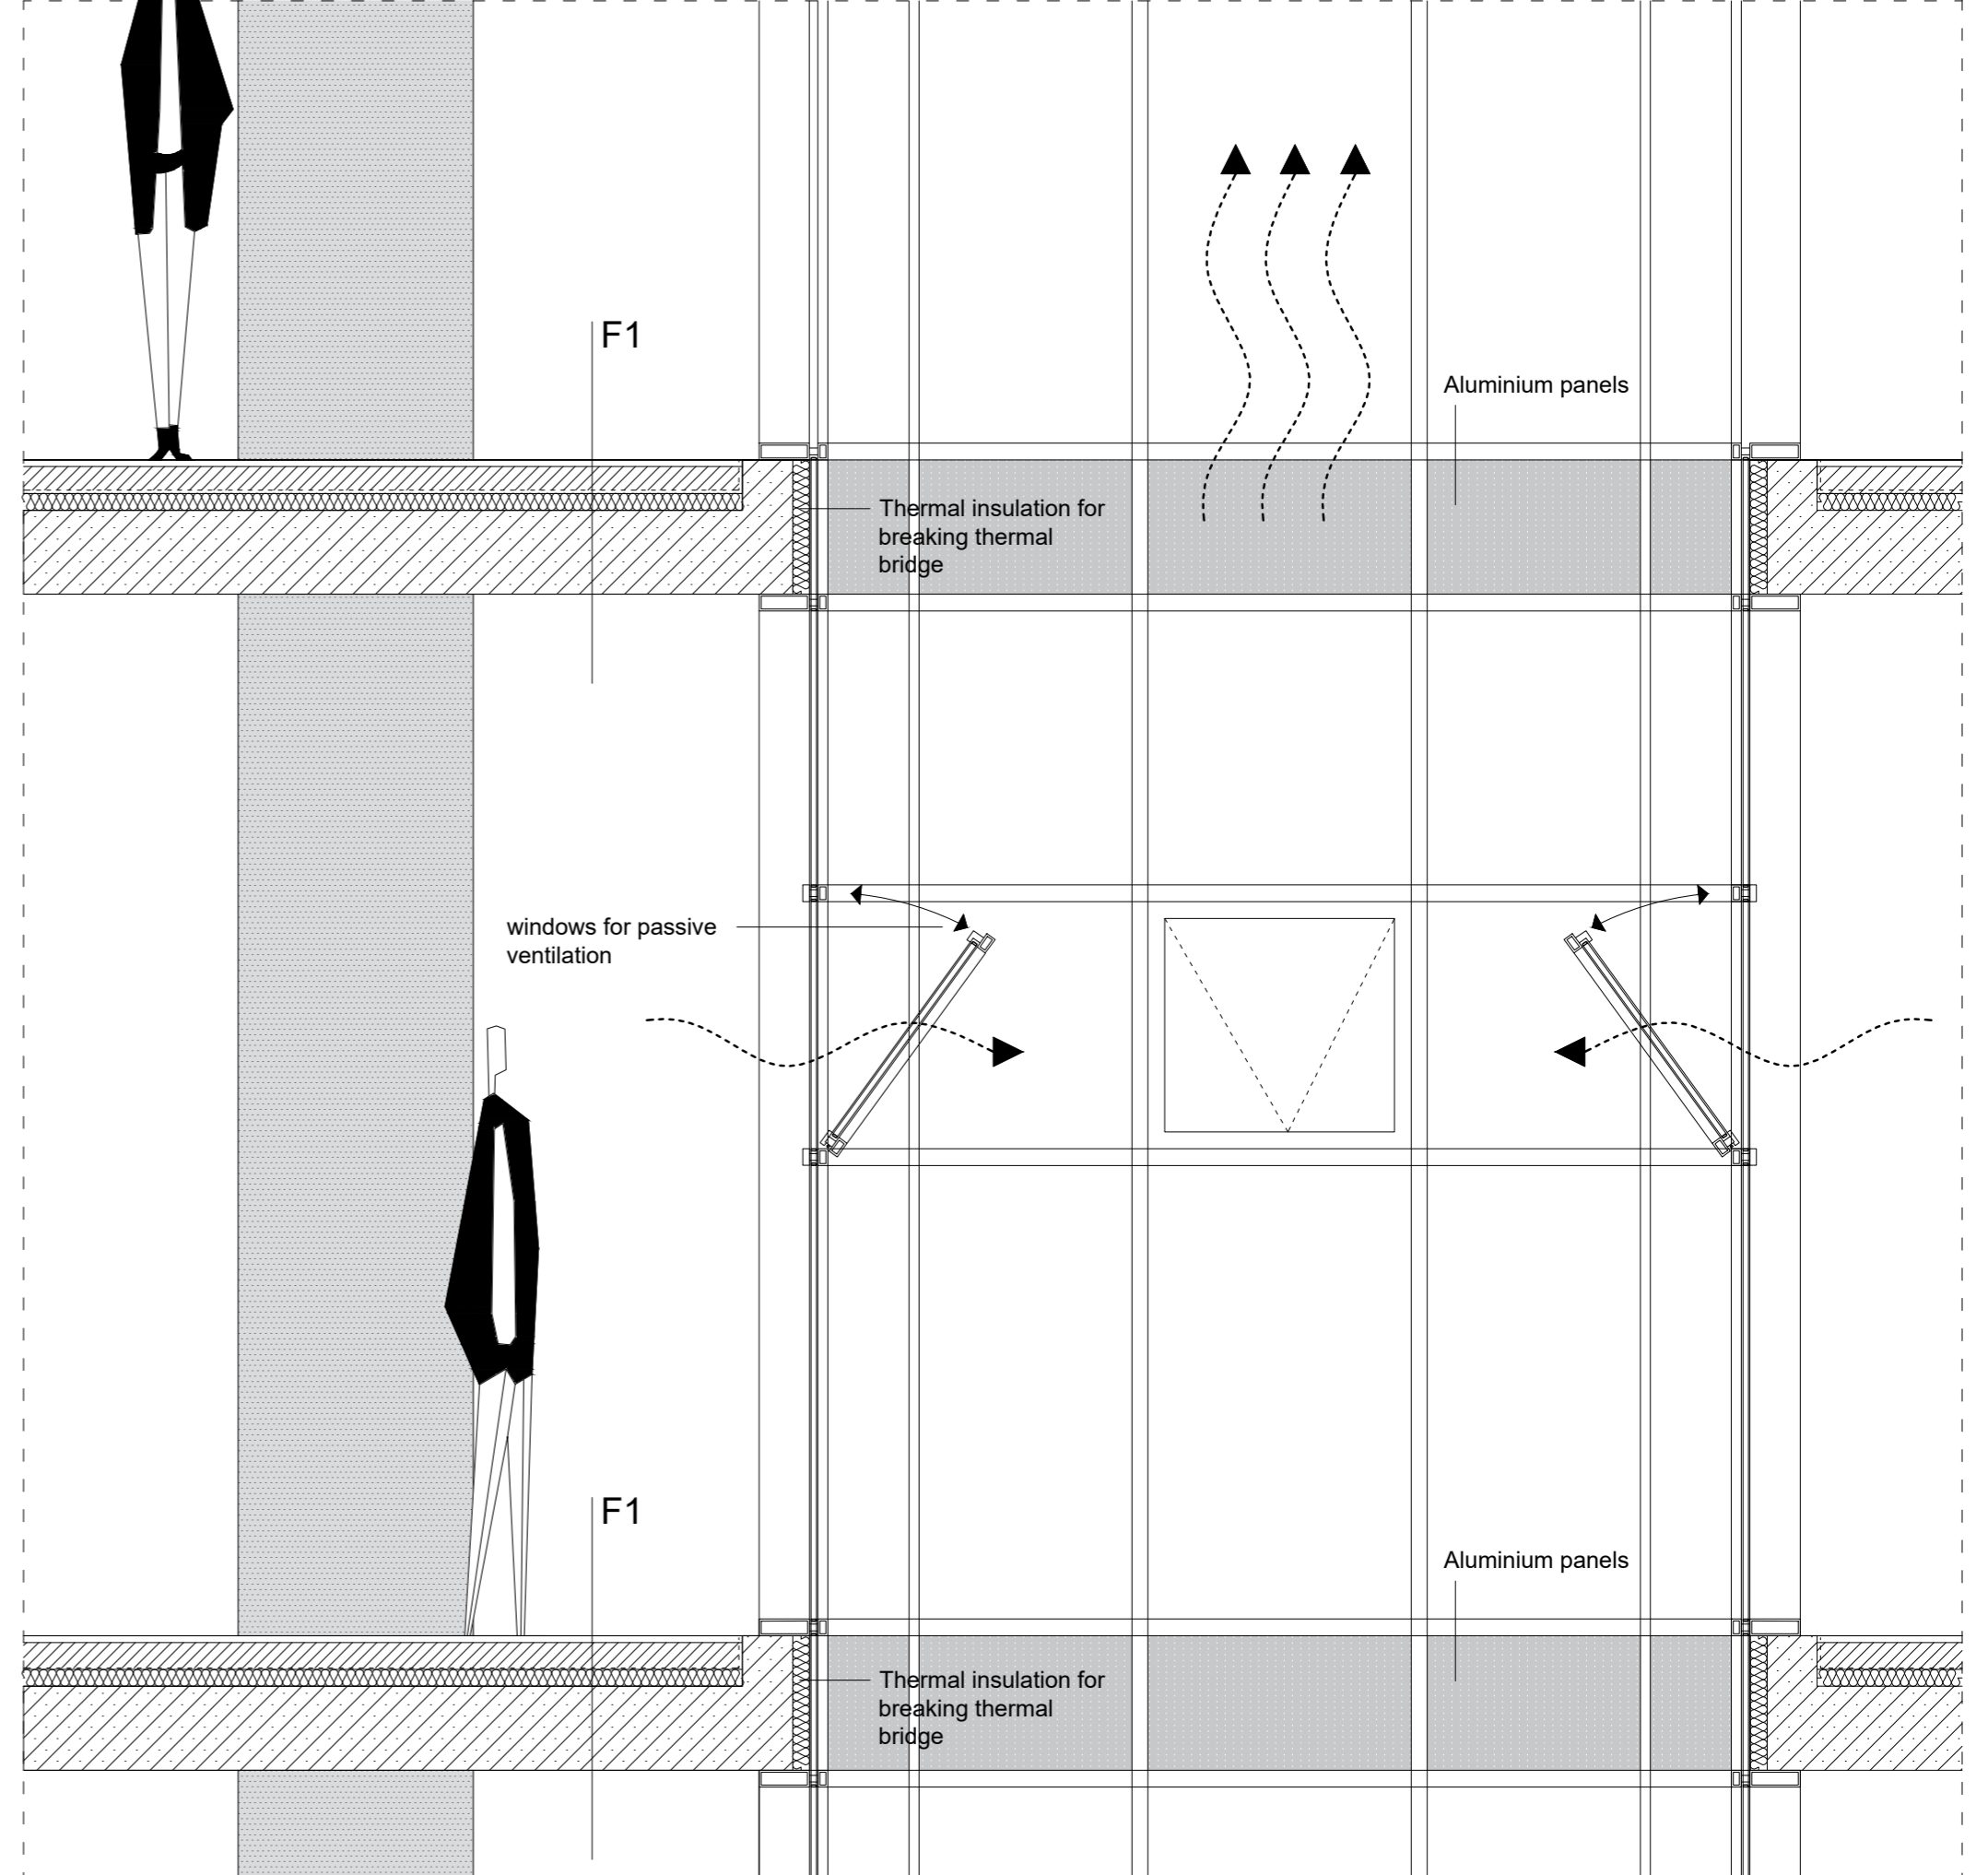 F1
Aluminium panels
Thermal insulation for
breaking thermal
bridge
windows for passive
ventilation
F1
Aluminium panels
Thermal insulation for
breaking thermal
bridge